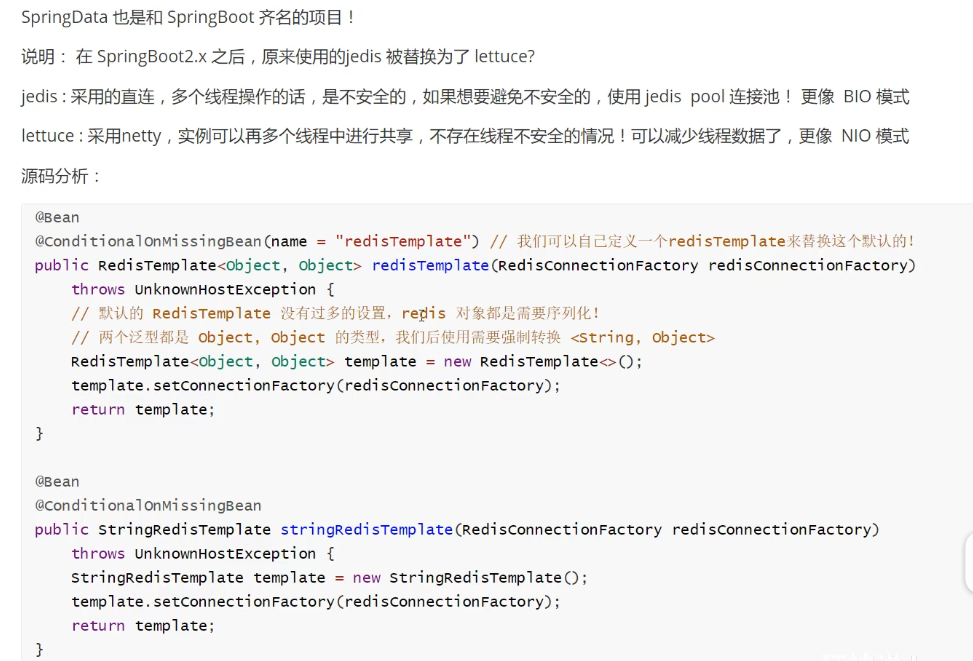 SpringData 也是和 SpringBoot 齐名的项目！
说明： 在 SpringBoot2.x 之后，原来使用的jedis 被替换为了 lettuce?
jedis : 采用的直连，多个线程操作的话，是不安全的，如果想要避免不安全的，使用 jedis pool 连接池！ 更像 BIO 模式
lettuce : 采用netty，实例可以再多个线程中进行共享，不存在线程不安全的情况！可以减少线程数据了，更像 NIO 模式
源码分析：
@Bean
@ConditionalOnMissingBean(name = "redisTemplate") // 我们可以自己定义一个redisTemplate来替换这个默认的！
public RedisTemplate<Object, Object> redisTemplate(RedisConnectionFactory redisConnectionFactory)
    throws UnknownHostException {
    // 默认的 RedisTemplate 没有过多的设置，redis 对象都是需要序列化！
    // 两个泛型都是 Object, Object 的类型，我们后使用需要强制转换 <String, Object>
    RedisTemplate<Object, Object> template = new RedisTemplate<>();
    template.setConnectionFactory(redisConnectionFactory);
    return template;
}
@Bean
@ConditionalOnMissingBean
public StringRedisTemplate stringRedisTemplate(RedisConnectionFactory redisConnectionFactory)
    throws UnknownHostException {
    StringRedisTemplate template = new StringRedisTemplate();
    template.setConnectionFactory(redisConnectionFactory);
    return template;
}